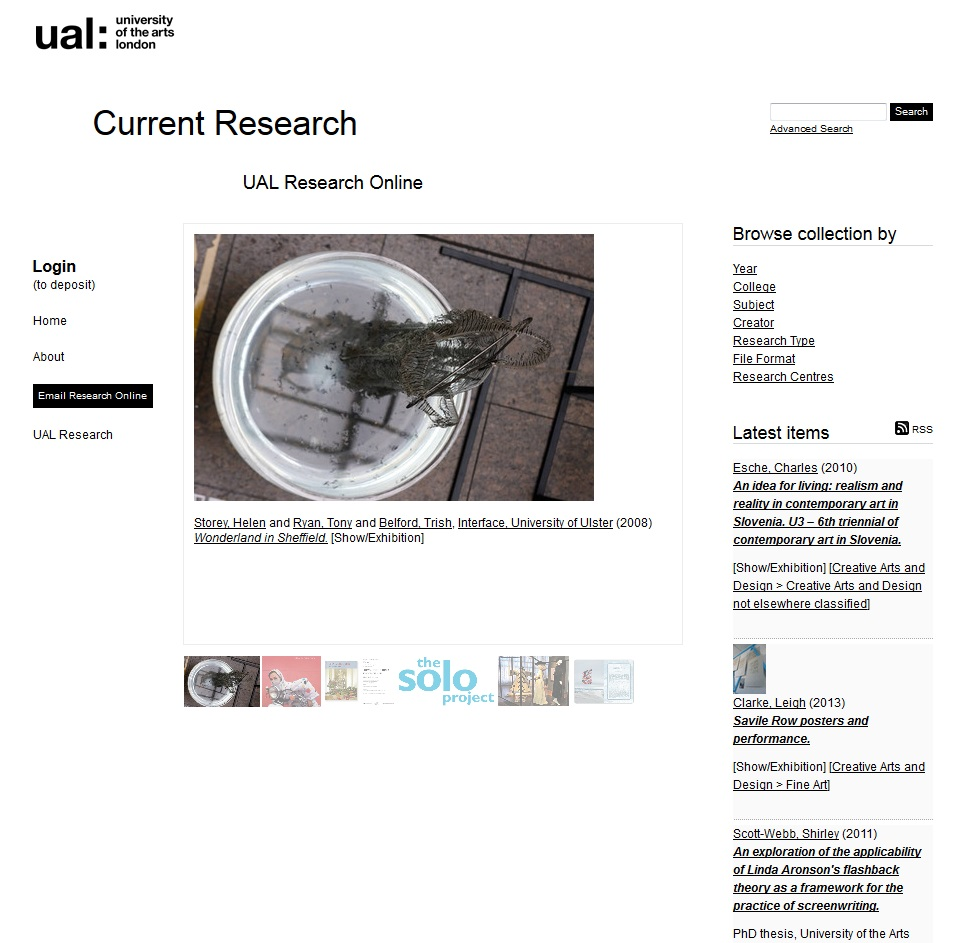 ual: university
of the arts
london
Current Research
Search
Advanced Search
UAL Research Online
Login
(to deposit)
Home
About
Email Research Online
UAL Research
Storey, Helen and Ryan, Tony and Belford, Trish, Interface, University of Ulster (2008)
Wonderland in Sheffield. [Show/Exhibition]
the
solo
project
Browse collection by
Year
College
Subject
Creator
Research Type
File Format
Research Centres
Latest items
RSS
Esche, Charles (2010)
An idea for living: realism and
reality in contemporary art in
Slovenia. U3 – 6th triennial of
contemporary art in Slovenia.
[Show/Exhibition] [Creative Arts and
Design > Creative Arts and Design
not elsewhere classified]
Clarke, Leigh (2013)
Savile Row posters and
performance.
[Show/Exhibition] [Creative Arts and
Design > Fine Art]
Scott-Webb, Shirley (2011)
An exploration of the applicability
of Linda Aronson's flashback
theory as a framework for the
practice of screenwriting.
PhD thesis, University of the Arts